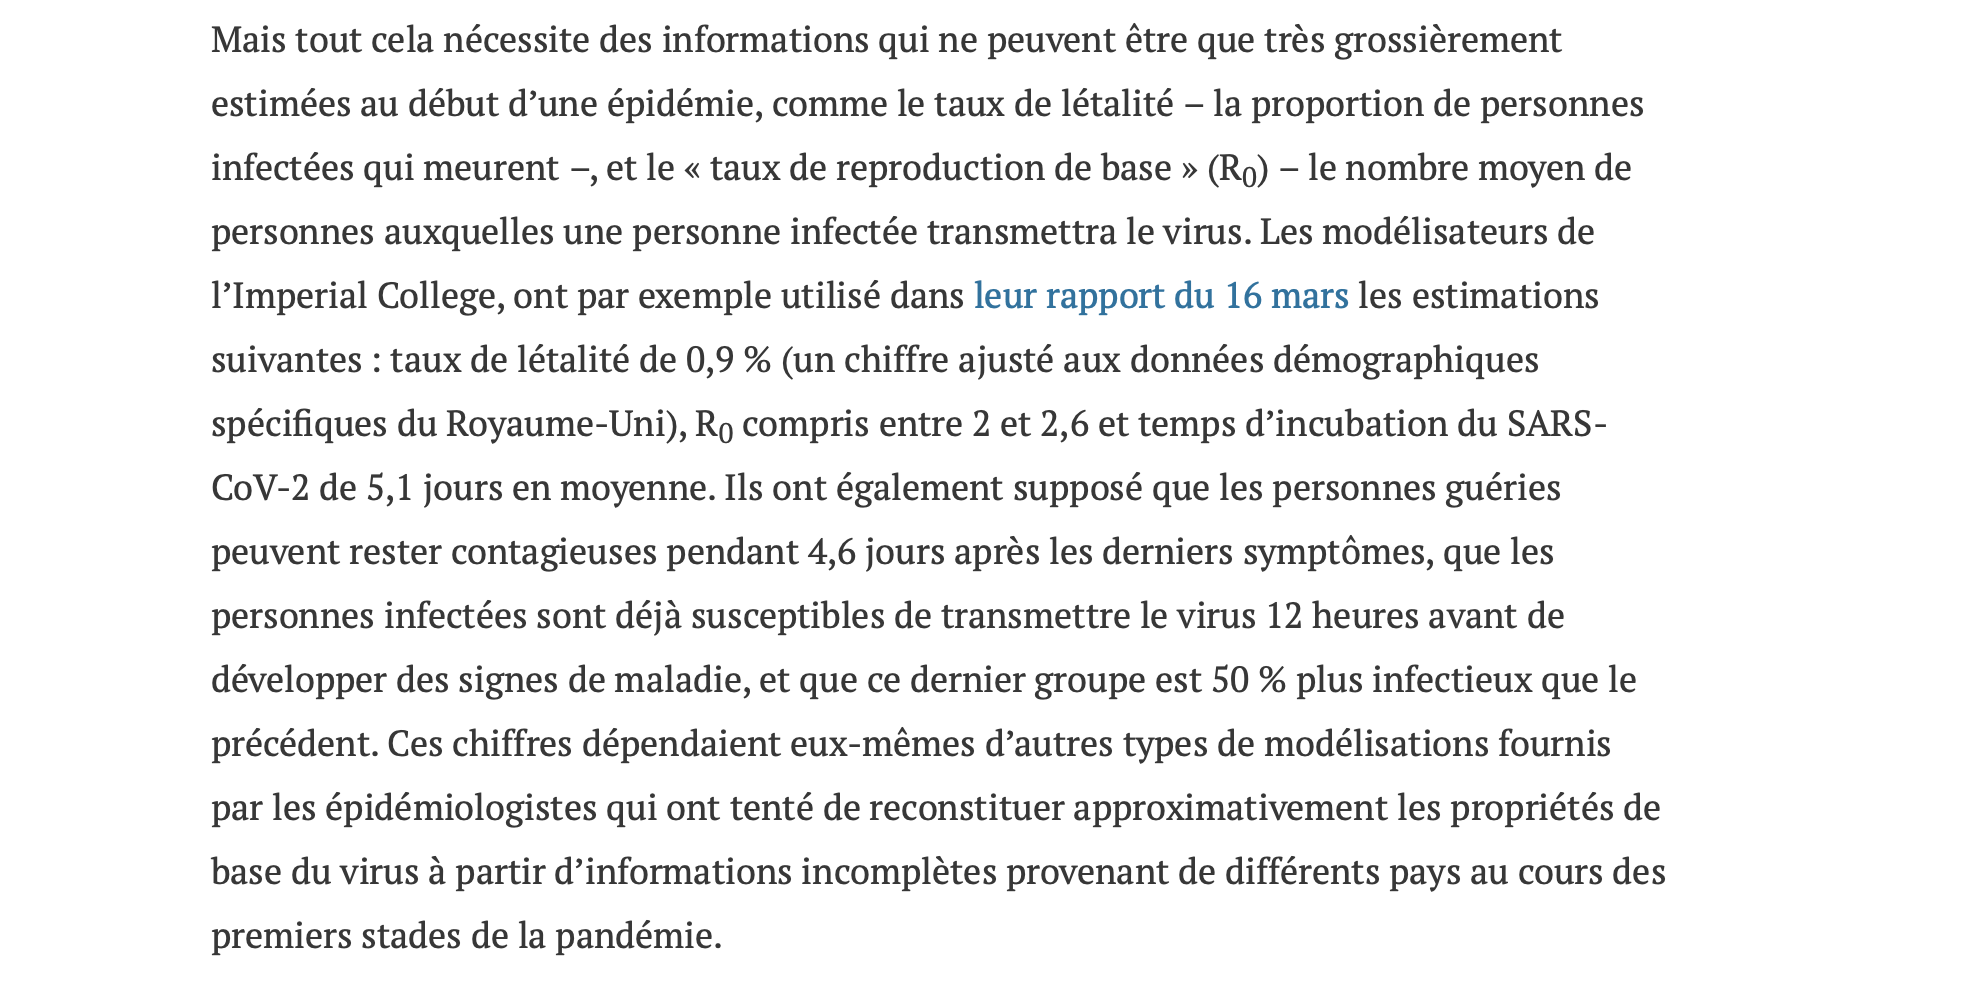 Mais tout cela nécessite des informations qui ne peuvent être que très grossièrement
estimées au début d’une épidémie, comme le taux de létalité – la proportion de personnes
infectées qui meurent –, et le « taux de reproduction de base » (R₀) – le nombre moyen de
personnes auxquelles une personne infectée transmettra le virus. Les modélisateurs de
l’Imperial College, ont par exemple utilisé dans leur rapport du 16 mars les estimations
suivantes : taux de létalité de 0,9 % (un chiffre ajusté aux données démographiques
spécifiques du Royaume-Uni), R₀ compris entre 2 et 2,6 et temps d’incubation du SARS-
CoV-2 de 5,1 jours en moyenne. Ils ont également supposé que les personnes guéries
peuvent rester contagieuses pendant 4,6 jours après les derniers symptômes, que les
personnes infectées sont déjà susceptibles de transmettre le virus 12 heures avant de
développer des signes de maladie, et que ce dernier groupe est 50 % plus infectieux que le
précédent. Ces chiffres dépendaient eux-mêmes d’autres types de modélisations fournis
par les épidémiologistes qui ont tenté de reconstituer approximativement les propriétés de
base du virus à partir d’informations incomplètes provenant de différents pays au cours des
premiers stades de la pandémie.